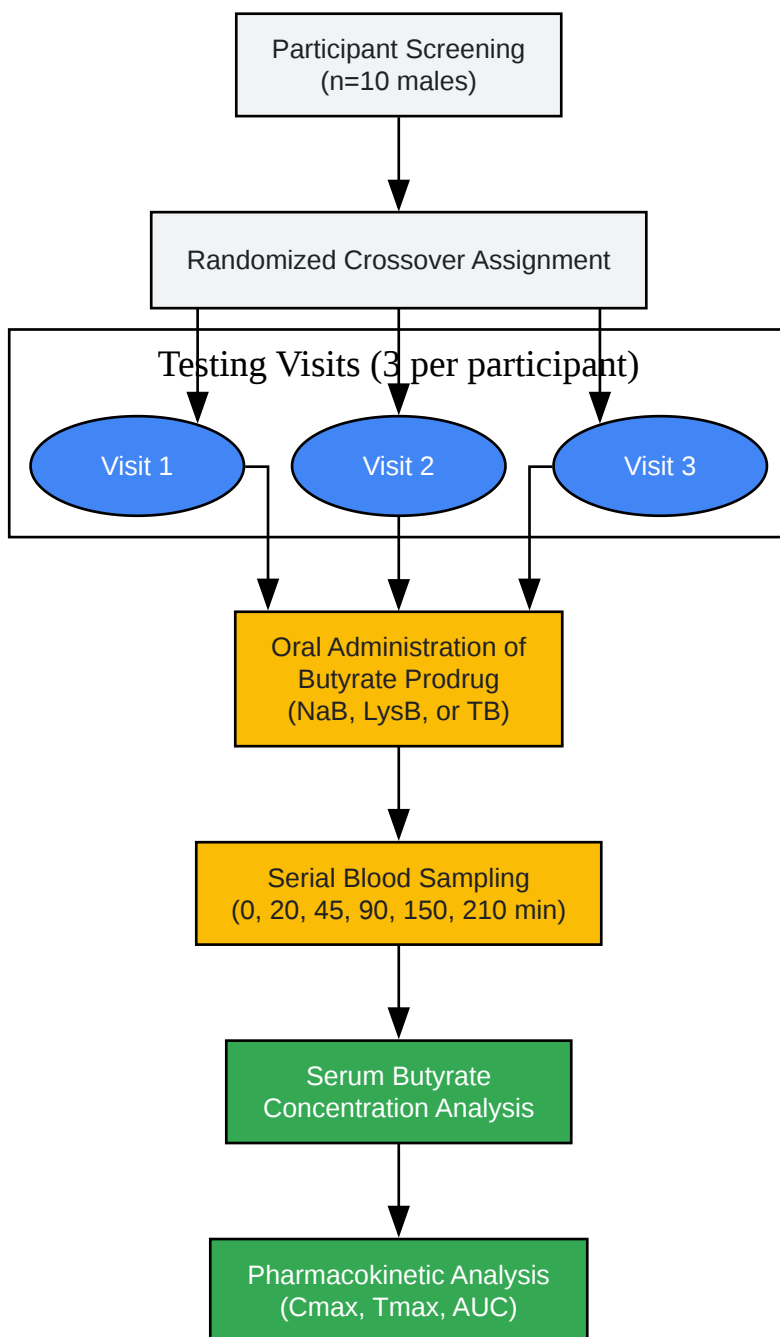 Participant Screening
(n=10 males)
Randomized Crossover Assignment
Testing Visits (3 per participant)
Visit 1
Visit 2
Visit 3
Oral Administration of
Butyrate Prodrug
(NaB, LysB, or TB)
Serial Blood Sampling
(0, 20, 45, 90, 150, 210 min)
Serum Butyrate
Concentration Analysis
Pharmacokinetic Analysis
(Cmax, Tmax, AUC)